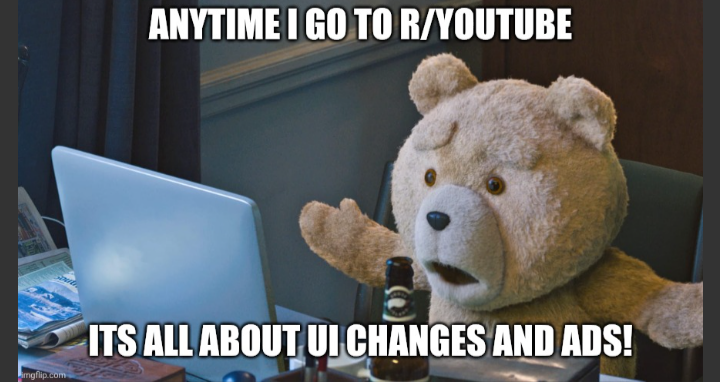 ANYTIME I GO TO R/YOUTUBE
ITS ALL ABOUT UI CHANGES AND ADS!
imgflip.com